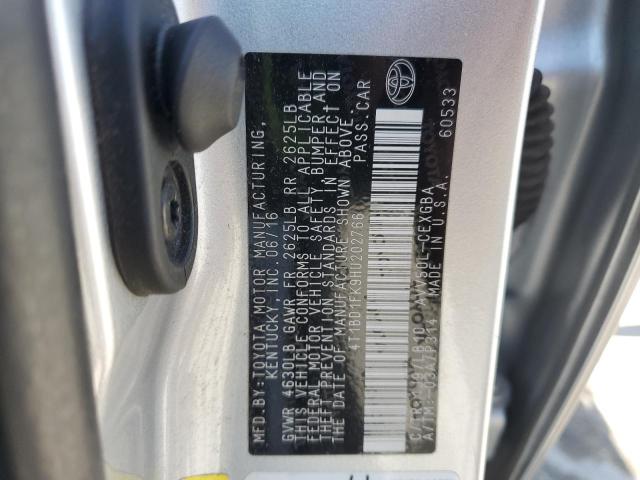 MFD.BY:TOYOTA MOTOR MANUFACTURING,
KENTUCKY, INC. 06/16
GVWR 4630LB GAWR FR 2625LB RR 2625LB
THIS VEHICLE CONFORMS TO ALL APPLICABLE
FEDERAL MOTOR VEHICLE SAFETY, BUMPER, AND
THEFT PREVENTION STANDARDS IN EFFECT ON
THE DATE OF MANUFACTURE SHOWN ABOVE.
4T1BD1FK9HU202766 PASS.CAR
AVV50L-CEXGBA
MADE IN U.S.A.
60533